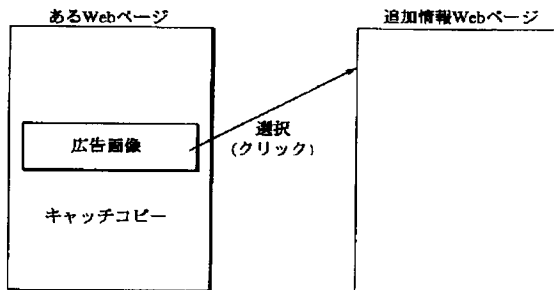 あるWebページ
追加情報Webページ
広告画像
選択
(クリック)
キャッチコピー